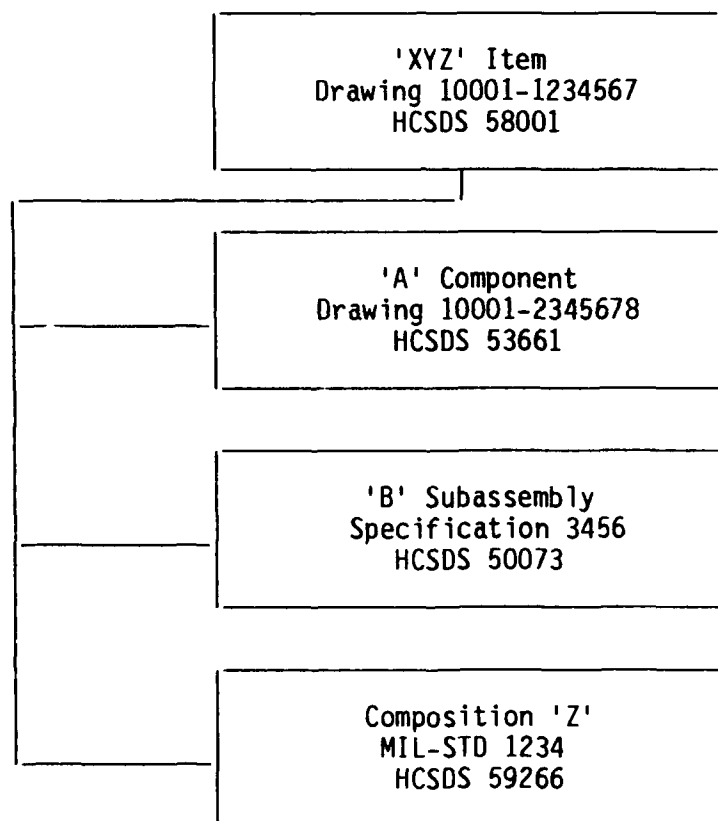 'XYZ' Item
Drawing 10001-1234567
HCSDS 58001
'A' Component
Drawing 10001-2345678
HCSDS 53661
'B' Subassembly
Specification 3456
HCSDS 50073
Composition 'Z'
MIL-STD 1234
HCSDS 59266